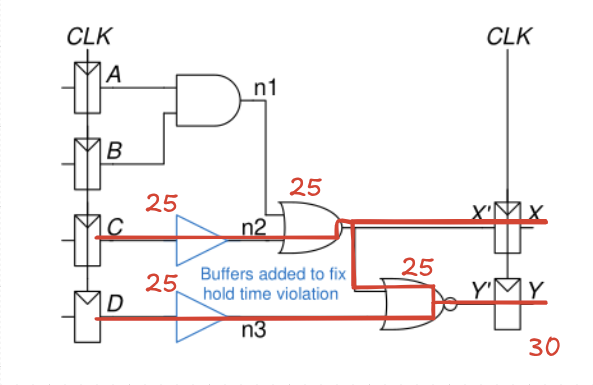 CLK
CLK
A
n1
B
25
25
C
n2
X'
X
25
Buffers added to fix
hold time violation
25
D
n3
Y'
Y
30